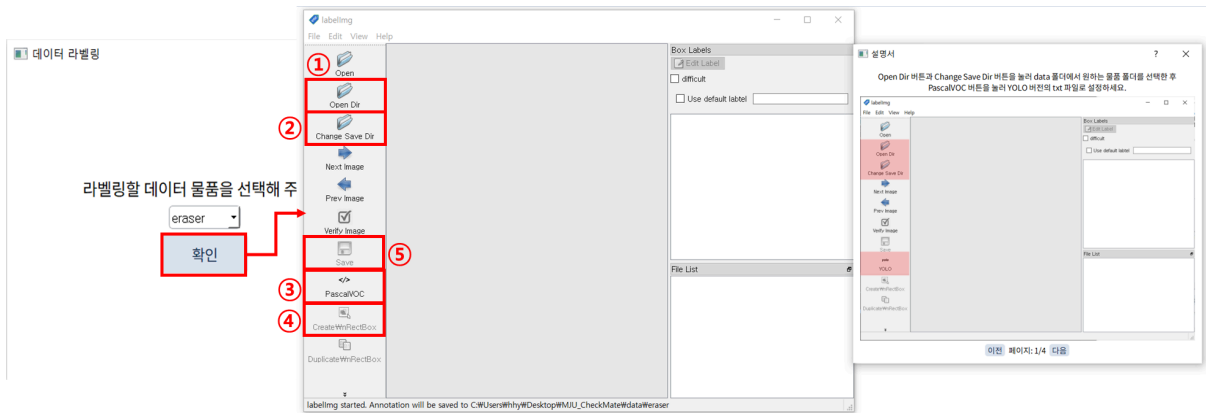 데이터 라벨링
라벨링할 데이터 물품을 선택해 주
eraser
확인
labelImg
File Edit View Help
①
Open
Open Dir
②
Change Save Dir
Next Image
Prev Image
Verify Image
Save
⑤
</>
③
PascalVOC
④
Create₩nRectBox
Duplicate₩nRectBox
Box Labels
Edit Label
difficult
Use default labtel
File List
labelImg started. Annotation will be saved to C:₩Users₩hhy₩Desktop₩MJU_CheckMate₩data₩eraser
설명서
?
Open Dir 버튼과 Change Save Dir 버튼을 눌러 data 폴더에서 원하는 물품 폴더를 선택한 후
PascalVOC 버튼을 눌러 YOLO 버전의 txt 파일로 설정하세요.
labelImg
File Edit View Help
Open
Open Dir
Change Save Dir
Next Image
Prev Image
Verify Image
Save
YOLO
Create₩nRectBox
Duplicate₩nRectBox
Box Labels
Edit Label
difficult
Use default labtel
File List
이전 페이지: 1/4 다음